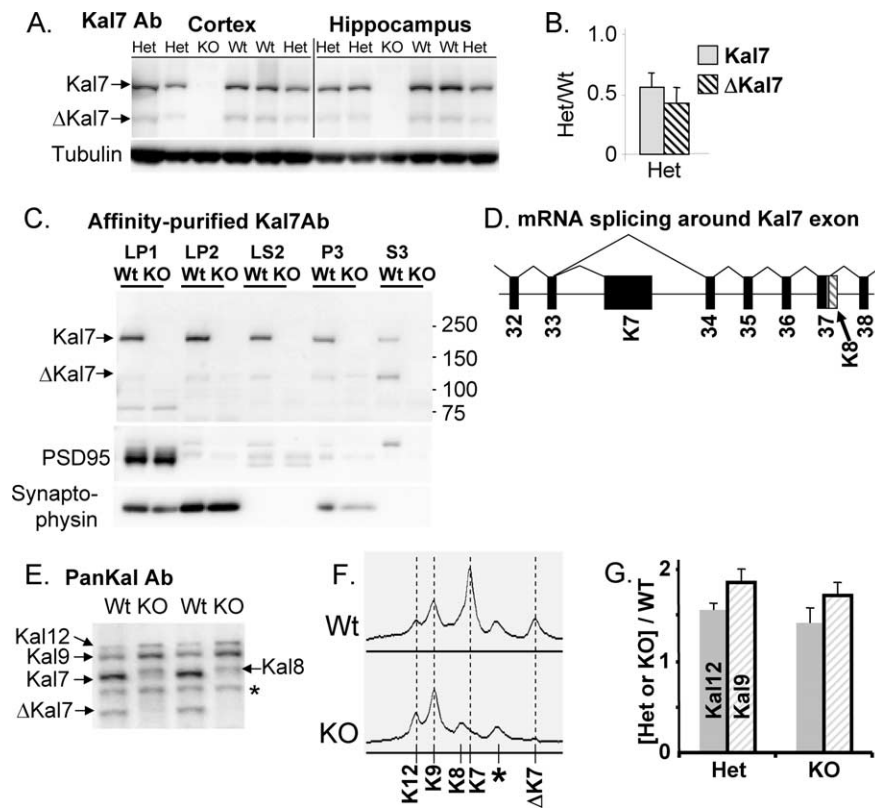 A. Kal7 Ab Cortex Hippocampus
Het Het KO Wt Wt Het Het Het KO Wt Wt Het
Kal7
ΔKal7
Tubulin
B.
1.0
0.5
0
Het/Wt
Het
Kal7
ΔKal7
C. Affinity-purified Kal7Ab
LP1 LP2 LS2 P3 S3
Wt KO Wt KO Wt KO Wt KO Wt KO
Kal7
ΔKal7
- 250
- 150
- 100
- 75
PSD95
Synapto-
physin
D. mRNA splicing around Kal7 exon
32 33 K7 34 35 36 37 K8 38
E. PanKal Ab
Wt KO Wt KO
Kal12
Kal9
Kal7
ΔKal7
Kal8
*
F.
Wt
KO
K12 K9 K8 K7 * ΔK7
G.
[Het or KO] / WT
2
1
0
Kal12
Kal9
Het KO